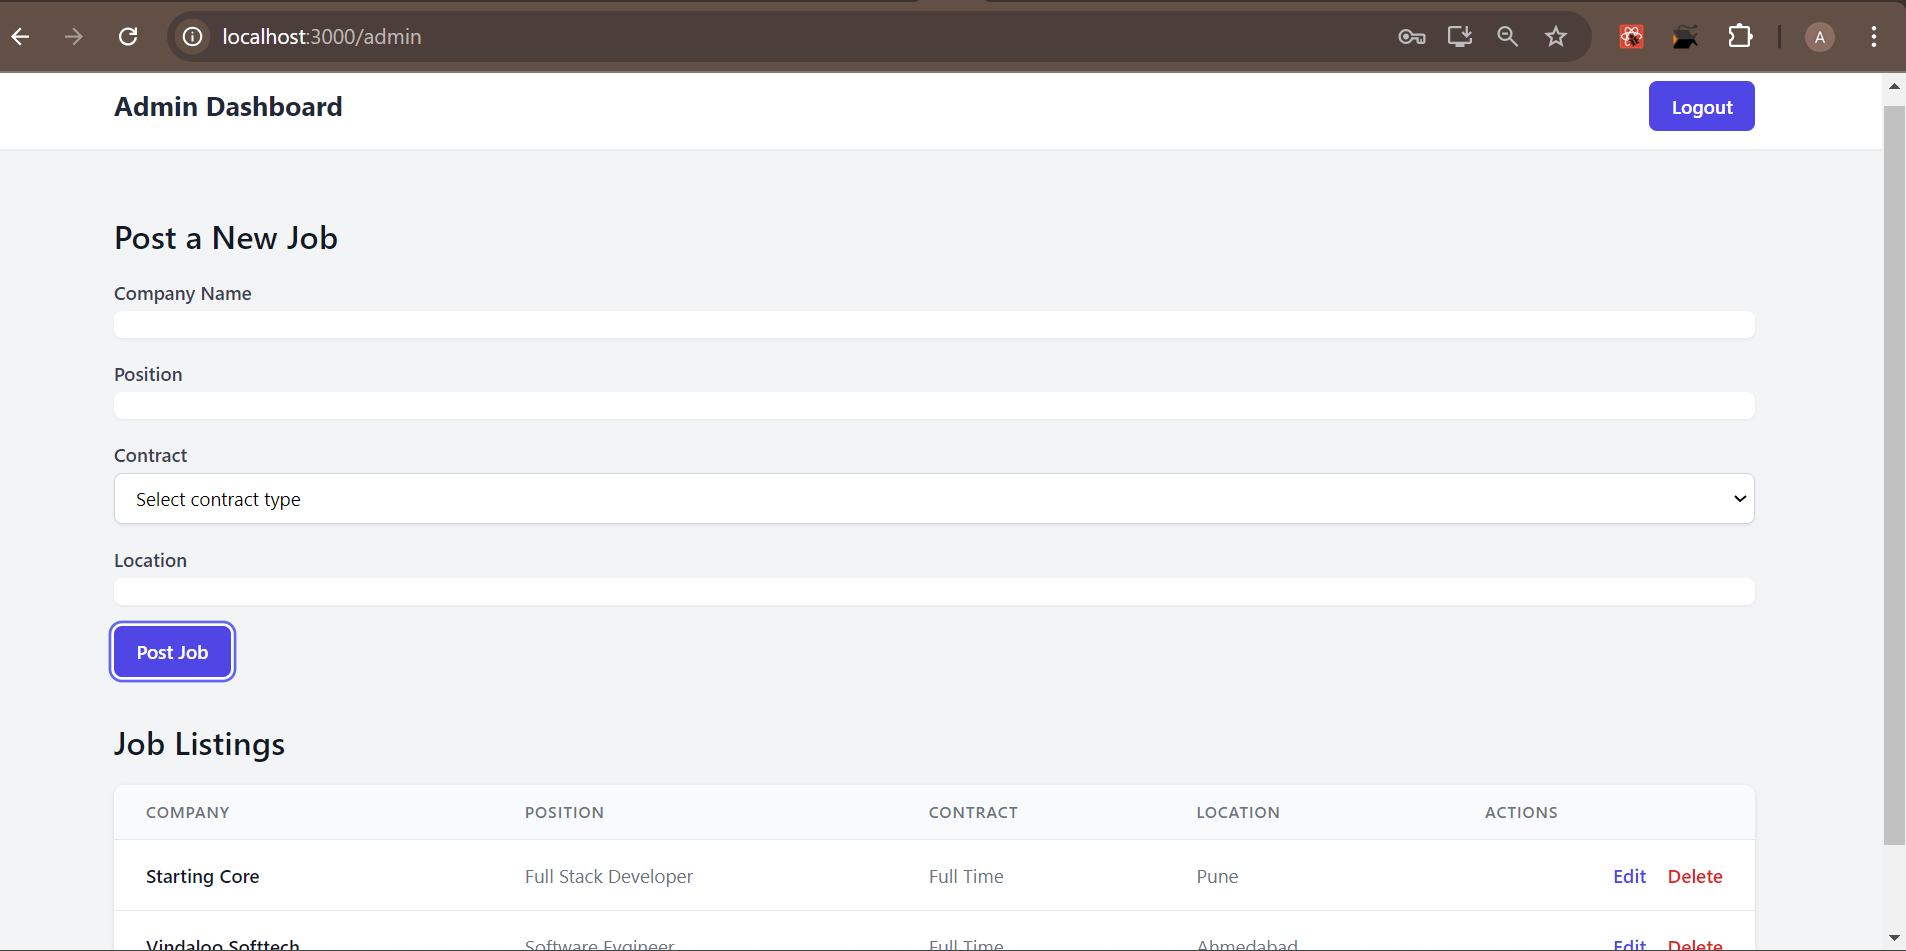 localhost:3000/admin
A
Admin Dashboard
Logout
Post a New Job
Company Name
Position
Contract
Select contract type
Location
Post Job
Job Listings
COMPANY POSITION CONTRACT LOCATION ACTIONS
Starting Core Full Stack Developer Full Time Pune Edit Delete
Vindaloo Softtech Software Evgineer Full Time Ahmedabad Edit Delete